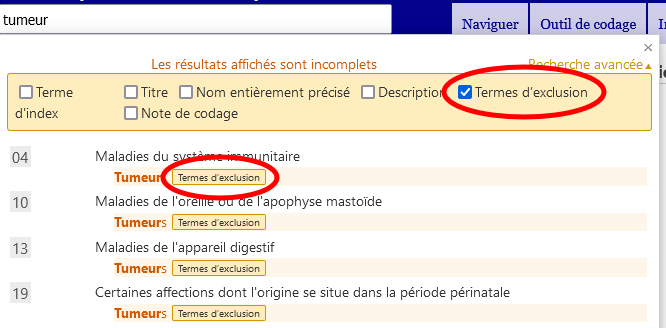 tumeur
Naviguer
Outil de codage
×
Les résultats affichés sont incomplets
Recherche avancée▲
Terme d'index
Titre
Nom entièrement précisé
Description
Termes d'exclusion
Note de codage
04 Maladies du système immunitaire
Tumeurs Termes d'exclusion
10 Maladies de l'oreille ou de l'apophyse mastoïde
Tumeurs Termes d'exclusion
13 Maladies de l'appareil digestif
Tumeurs Termes d'exclusion
19 Certaines affections dont l'origine se situe dans la période périnatale
Tumeurs Termes d'exclusion